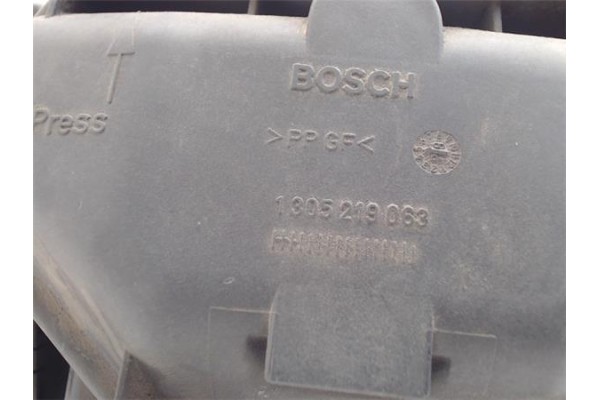 BOSCH
Press
>PP GF<
1 305 219 063